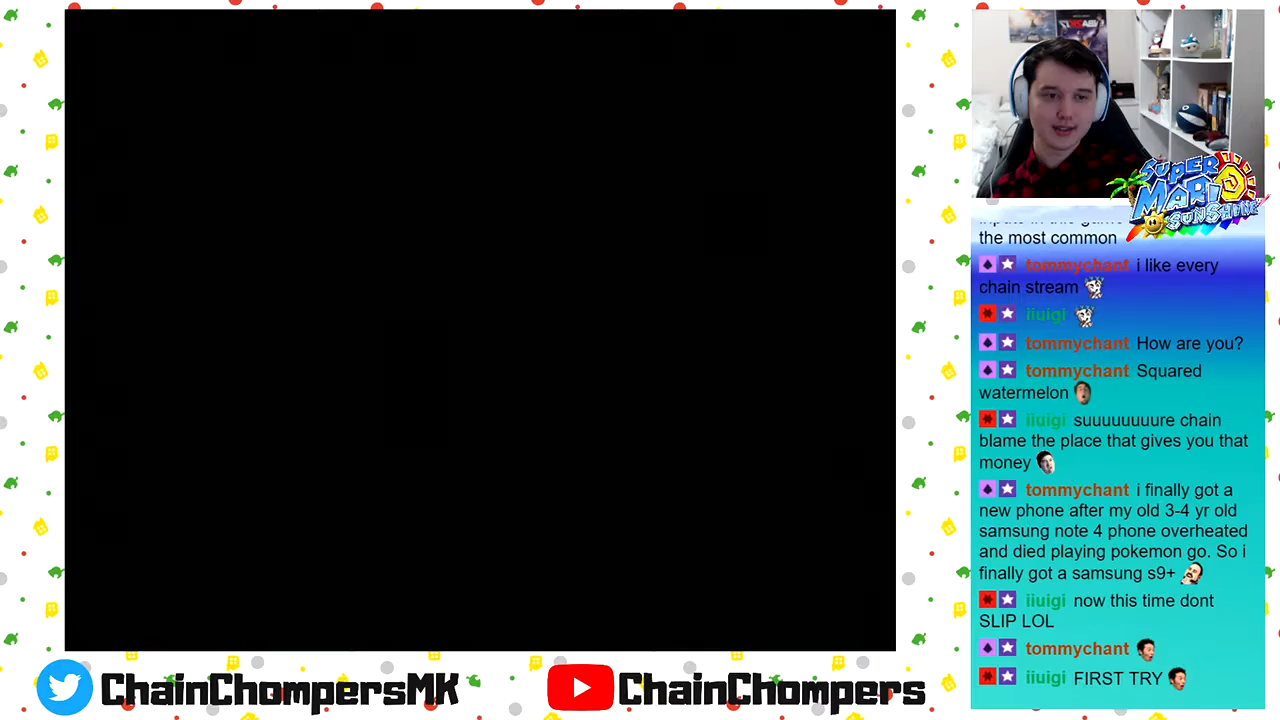 SUPER
MARIO
SUNSHINE
the most common
tommychant i like every
chain stream
iiuigi
tommychant How are you?
tommychant Squared
watermelon
iiuigi suuuuuuuure chain
blame the place that gives you that
money
tommychant i finally got a
new phone after my old 3-4 yr old
samsung note 4 phone overheated
and died playing pokemon go. So i
finally got a samsung s9+
iiuigi now this time dont
SLIP LOL
tommychant
iiuigi FIRST TRY
ChainChompersMK
ChainChompers